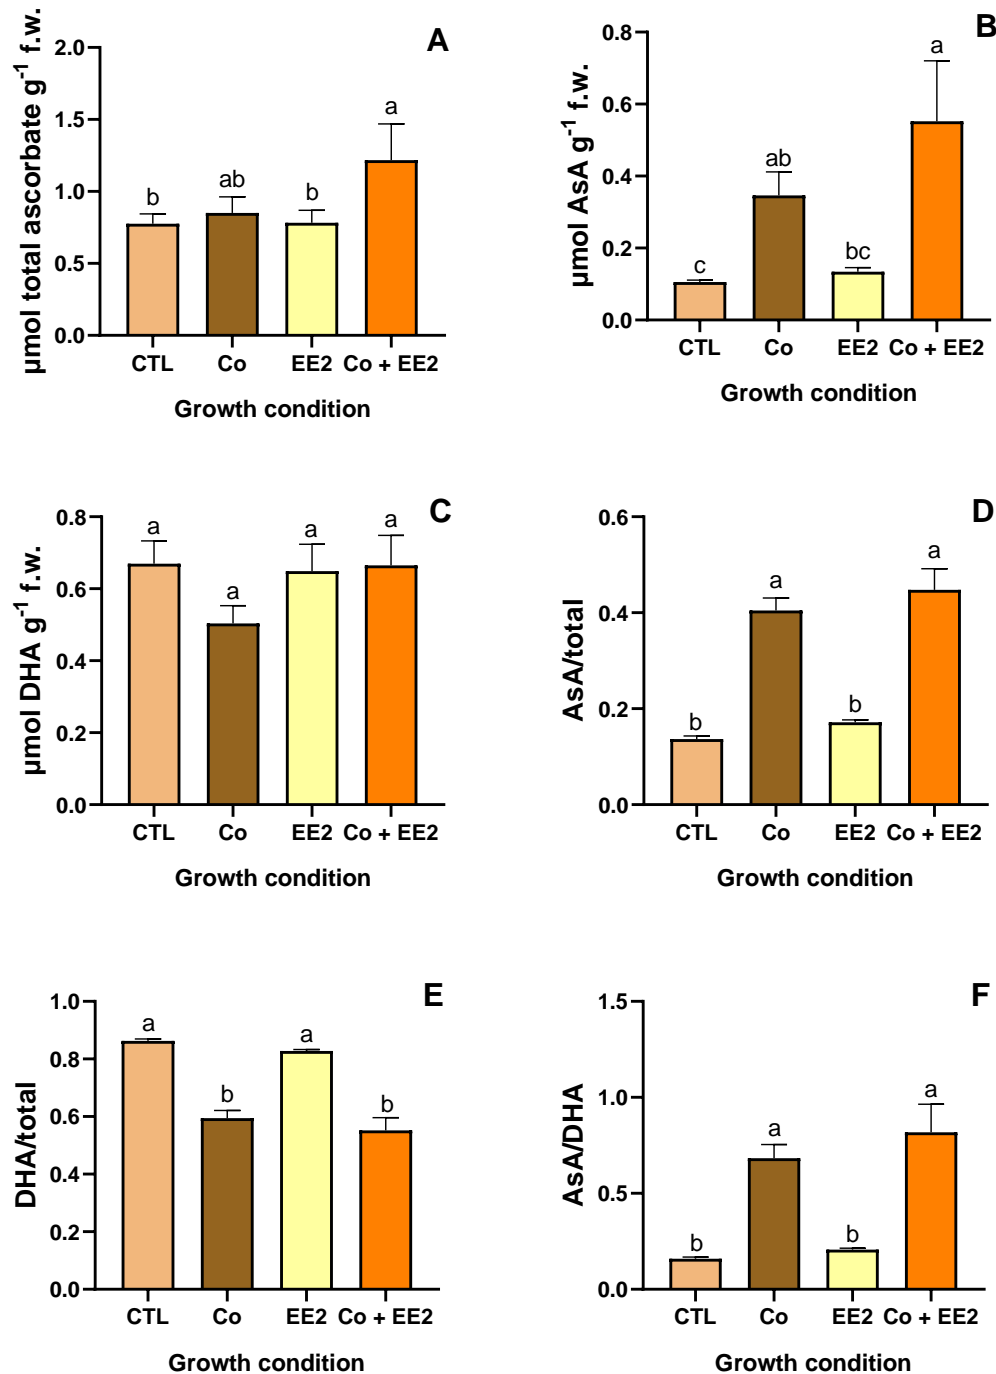 A
µmol total ascorbate g⁻¹ f.w.
2.0
1.5
1.0
0.5
0.0
b
ab
b
a
CTL Co EE2 Co + EE2
Growth condition
B
µmol AsA g⁻¹ f.w.
0.8
0.6
0.4
0.2
0.0
c
ab
bc
a
CTL Co EE2 Co + EE2
Growth condition
C
µmol DHA g⁻¹ f.w.
0.8
0.6
0.4
0.2
0.0
a
a
a
a
CTL Co EE2 Co + EE2
Growth condition
D
AsA/total
0.6
0.4
0.2
0.0
b
a
b
a
CTL Co EE2 Co + EE2
Growth condition
E
DHA/total
1.0
0.8
0.6
0.4
0.2
0.0
a
b
a
b
CTL Co EE2 Co + EE2
Growth condition
F
AsA/DHA
1.5
1.0
0.5
0.0
b
a
b
a
CTL Co EE2 Co + EE2
Growth condition